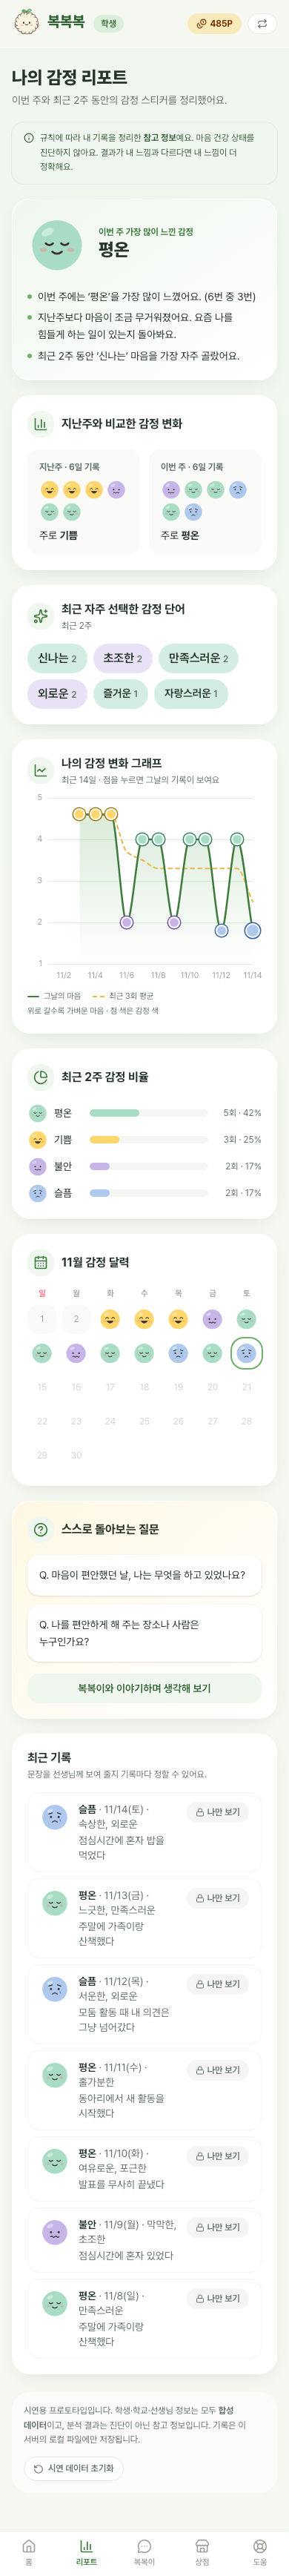 복복복 학생 485P
나의 감정 리포트
이번 주와 최근 2주 동안의 감정 스티커를 정리했어요.
규칙에 따라 내 기록을 정리한 참고 정보예요. 마음 건강 상태를
진단하지 않아요. 결과가 내 느낌과 다르다면 내 느낌이 더
정확해요.
이번 주 가장 많이 느낀 감정
평온
이번 주에는 ‘평온’을 가장 많이 느꼈어요. (6번 중 3번)
지난주보다 마음이 조금 무거워졌어요. 요즘 나를
힘들게 하는 일이 있는지 돌아봐요.
최근 2주 동안 ‘신나는’ 마음을 가장 자주 골랐어요.
지난주와 비교한 감정 변화
지난주 · 6일 기록
주로 기쁨
이번 주 · 6일 기록
주로 평온
최근 자주 선택한 감정 단어
최근 2주
신나는 2 초조한 2 만족스러운 2
외로운 2 즐거운 1 자랑스러운 1
나의 감정 변화 그래프
최근 14일 · 점을 누르면 그날의 기록이 보여요
5
4
3
2
1
11/2 11/4 11/6 11/8 11/10 11/12 11/14
그날의 마음 최근 3회 평균
위로 갈수록 가벼운 마음 · 점 색은 감정 색
최근 2주 감정 비율
평온 5회 · 42%
기쁨 3회 · 25%
불안 2회 · 17%
슬픔 2회 · 17%
11월 감정 달력
일 월 화 수 목 금 토
1 2
15 16 17 18 19 20 21
22 23 24 25 26 27 28
29 30
스스로 돌아보는 질문
Q. 마음이 편안했던 날, 나는 무엇을 하고 있었나요?
Q. 나를 편안하게 해 주는 장소나 사람은
누구인가요?
복복이와 이야기하며 생각해 보기
최근 기록
문장을 선생님께 보여 줄지 기록마다 정할 수 있어요.
슬픔 · 11/14(토) ·
속상한, 외로운
점심시간에 혼자 밥을
먹었다
나만 보기
평온 · 11/13(금) ·
느긋한, 만족스러운
주말에 가족이랑
산책했다
나만 보기
슬픔 · 11/12(목) ·
서운한, 외로운
모둠 활동 때 내 의견은
그냥 넘어갔다
나만 보기
평온 · 11/11(수) ·
홀가분한
동아리에서 새 활동을
시작했다
나만 보기
평온 · 11/10(화) ·
여유로운, 포근한
발표를 무사히 끝냈다
나만 보기
불안 · 11/9(월) · 막막한,
초조한
점심시간에 혼자 있었다
나만 보기
평온 · 11/8(일) ·
만족스러운
주말에 가족이랑
산책했다
나만 보기
시연용 프로토타입입니다. 학생·학교·선생님 정보는 모두 합성
데이터이고, 분석 결과는 진단이 아닌 참고 정보입니다. 기록은 이
서버의 로컬 파일에만 저장됩니다.
시연 데이터 초기화
홈 리포트 복복이 상점 도움